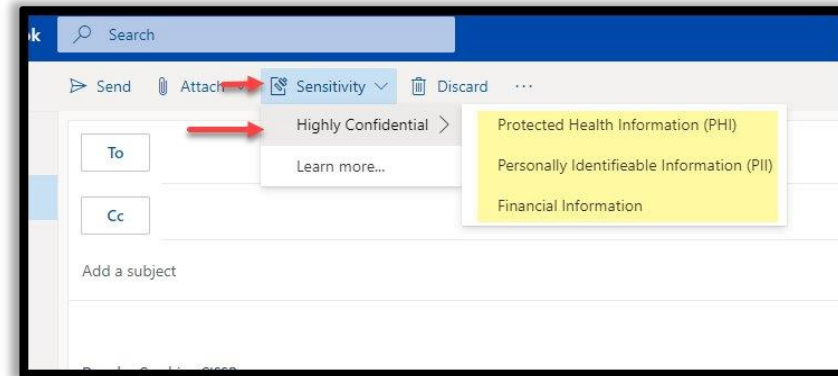 ok Search
Send Attach Sensitivity Discard ...
Highly Confidential > Protected Health Information (PHI)
To
Learn more... Personally Identifieable Information (PII)
Cc Financial Information
Add a subject